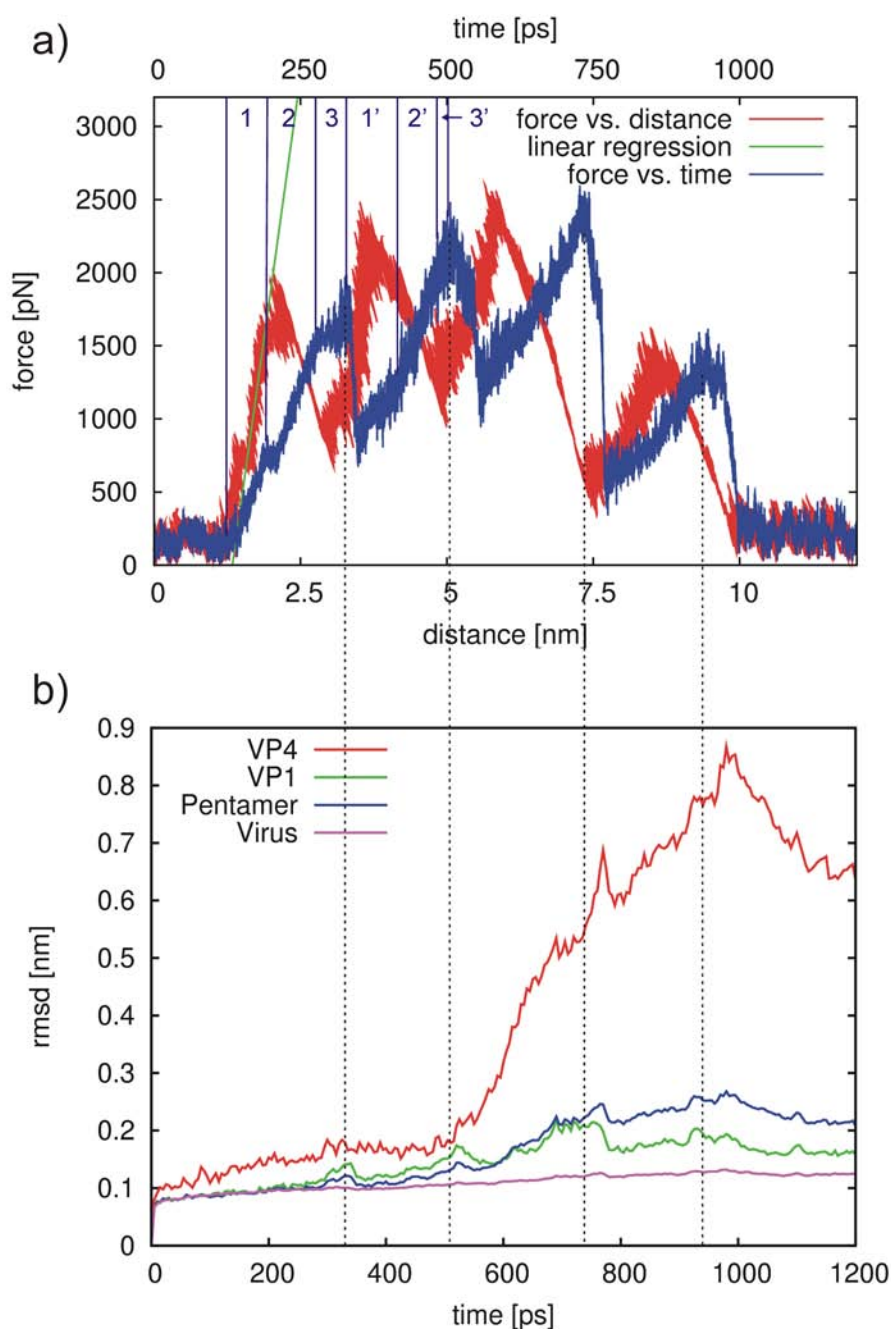 a)
time [ps]
0 250 500 750 1000
3000
2500
2000
1500
1000
500
0
force [pN]
1 2 3 1' 2' ← 3'
force vs. distance
linear regression
force vs. time
0 2.5 5 7.5 10
distance [nm]
b)
0.9
0.8
0.7
0.6
0.5
0.4
0.3
0.2
0.1
0
rmsd [nm]
VP4
VP1
Pentamer
Virus
0 200 400 600 800 1000 1200
time [ps]